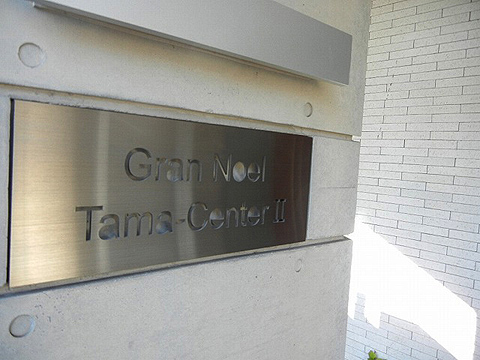 Gran Noel
Tama-Center II